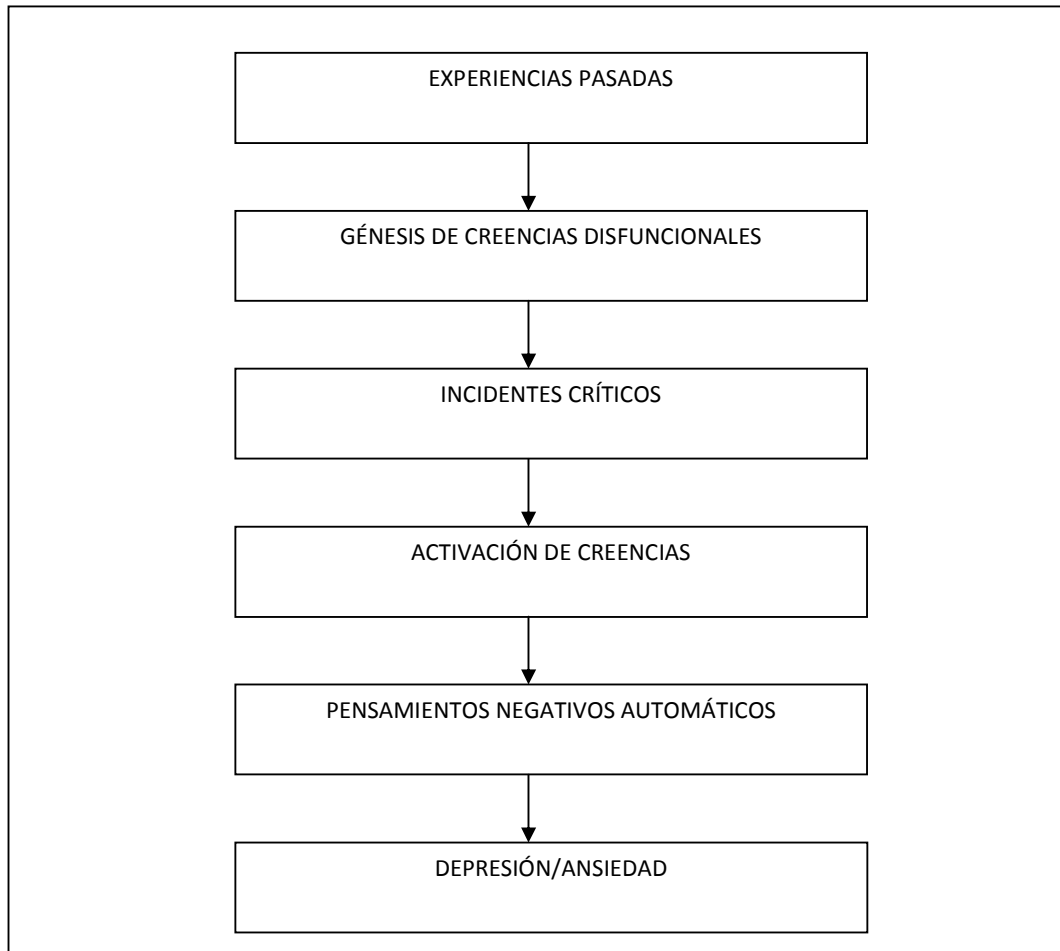 EXPERIENCIAS PASADAS
GÉNESIS DE CREENCIAS DISFUNCIONALES
INCIDENTES CRÍTICOS
ACTIVACIÓN DE CREENCIAS
PENSAMIENTOS NEGATIVOS AUTOMÁTICOS
DEPRESIÓN/ANSIEDAD